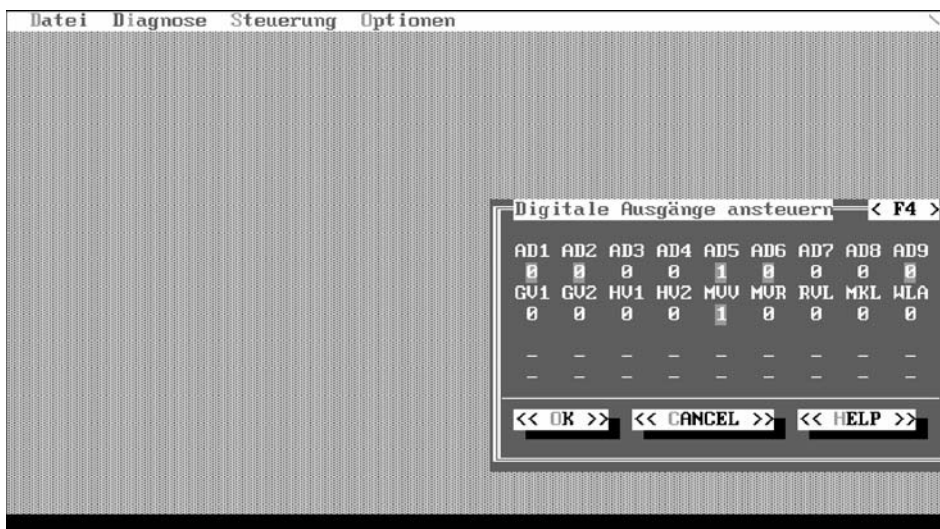 Datei Diagnose Steuerung Optionen
Digitale Ausgänge ansteuern < F4 >
AD1 AD2 AD3 AD4 AD5 AD6 AD7 AD8 AD9
0 0 0 0 1 0 0 0 0
GV1 GV2 HV1 HV2 MVV MVR RVL MKL WLA
0 0 0 0 1 0 0 0 0
- - - - - - - - -
- - - - - - - - -
<< OK >> << CANCEL >> << HELP >>